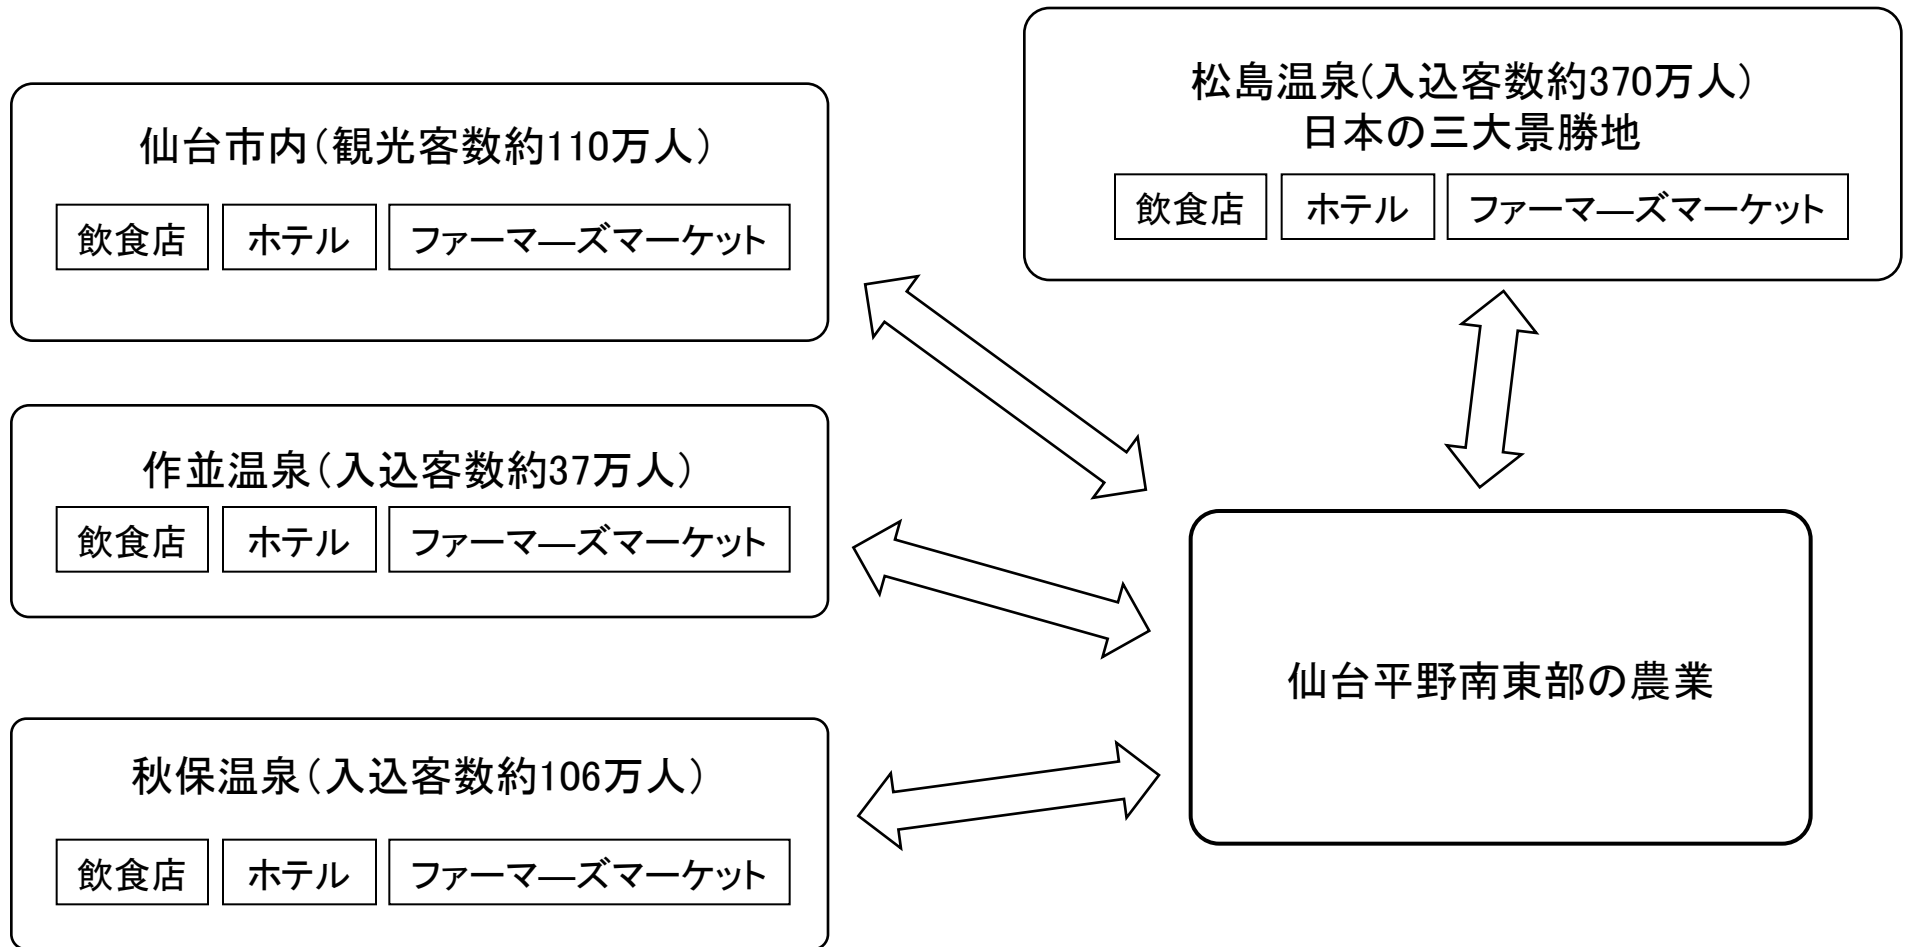 仙台市内（観光客数約110万人）
飲食店 ホテル ファーマ―ズマーケット
松島温泉（入込客数約370万人）
日本の三大景勝地
飲食店 ホテル ファーマ―ズマーケット
作並温泉（入込客数約37万人）
飲食店 ホテル ファーマ―ズマーケット
仙台平野南東部の農業
秋保温泉（入込客数約106万人）
飲食店 ホテル ファーマ―ズマーケット